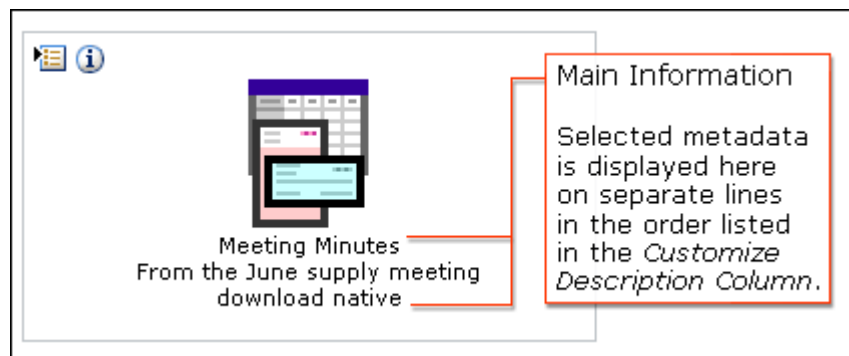 Main Information
Selected metadata
is displayed here
on separate lines
in the order listed
in the Customize
Description Column.
Meeting Minutes
From the June supply meeting
download native